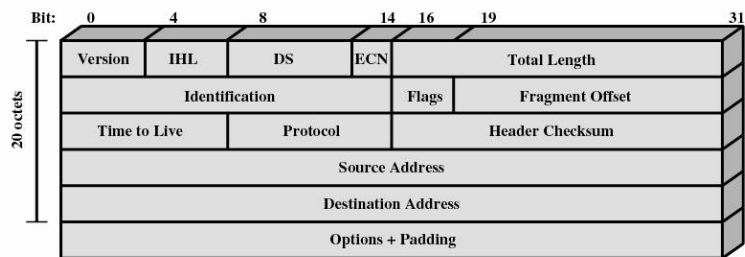 Bit: 0 4 8 14 16 19 31
Version IHL DS ECN Total Length
Identification Flags Fragment Offset
Time to Live Protocol Header Checksum
Source Address
Destination Address
Options + Padding
20 octets